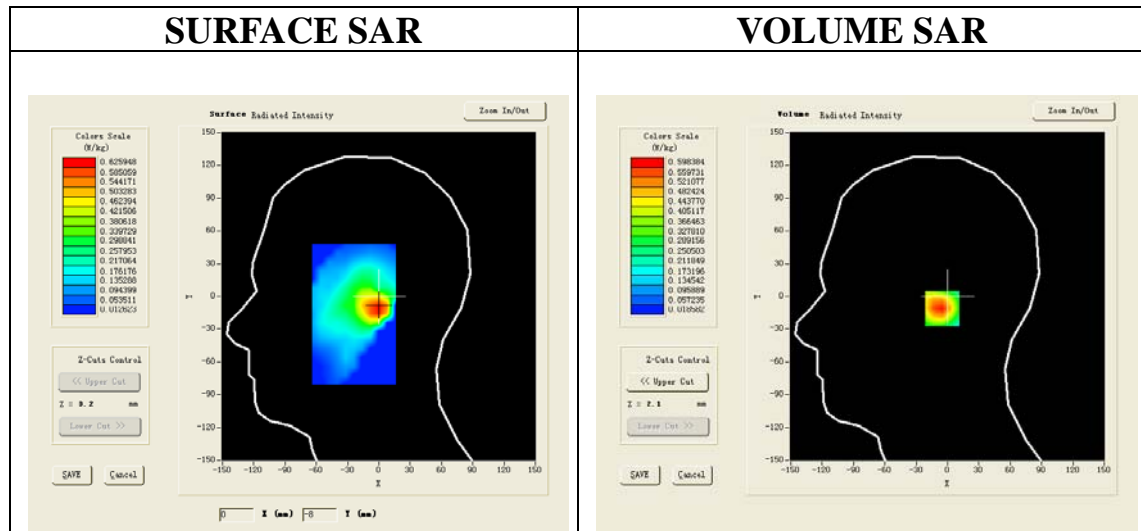 SURFACE SAR
VOLUME SAR
Surface Radiated Intensity
Zoom In/Out
Colors Scale
(W/kg)
0.625948
0.585059
0.544171
0.503283
0.462394
0.421506
0.380618
0.339729
0.298841
0.257953
0.217064
0.176176
0.135288
0.094399
0.053511
0.012623
150
120
90
60
30
0
-30
-60
-90
-120
-150
Y
-150 -120 -90 -60 -30 0 30 60 90 120 150
X
Z-Cuts Control
<< Upper Cut
Z = 3.2 mm
Lower Cut >>
SAVE Cancel
0 X (mm) -8 Y (mm)
Volume Radiated Intensity
Zoom In/Out
Colors Scale
(W/kg)
0.598384
0.559731
0.521077
0.482424
0.443770
0.405117
0.366463
0.327810
0.289156
0.250503
0.211849
0.173196
0.134542
0.095889
0.057235
0.018582
150
120
90
60
30
0
-30
-60
-90
-120
-150
Y
-150 -120 -90 -60 -30 0 30 60 90 120 150
X
Z-Cuts Control
<< Upper Cut
Z = 2.1 mm
Lower Cut >>
SAVE Cancel